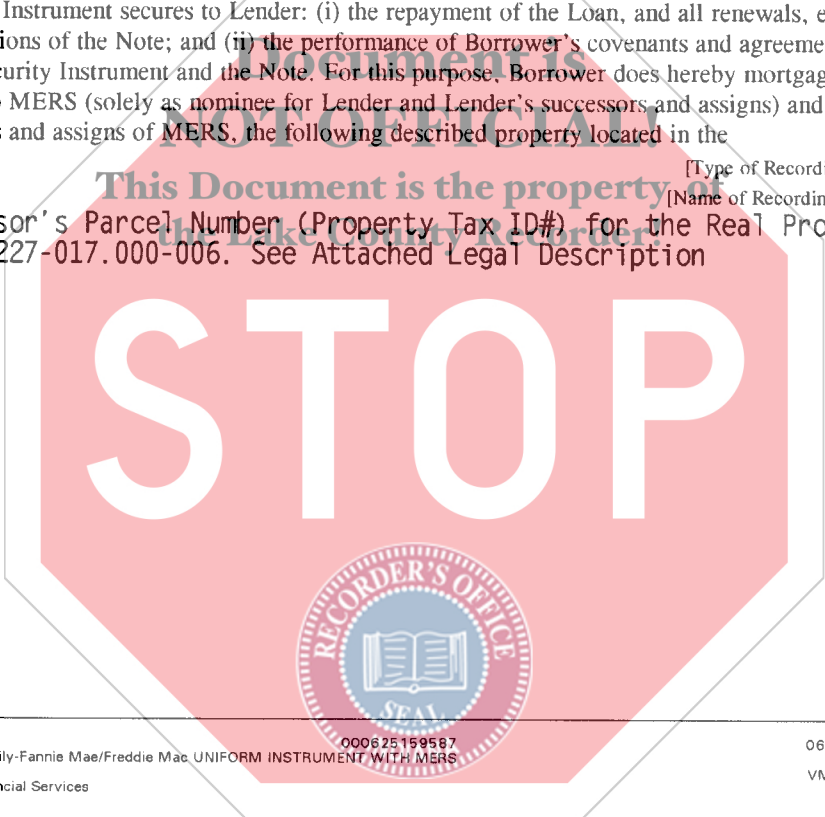 Instrument secures to Lender: (i) the repayment of the Loan, and all renewals, e
ions of the Note; and (ii) the performance of Borrower's covenants and agreeme
curity Instrument and the Note. For this purpose, Borrower does hereby mortgag
MERS (solely as nominee for Lender and Lender's successors and assigns) and
s and assigns of MERS, the following described property located in the
[Type of Recordi
[Name of Recordin
sor's Parcel Number (Property Tax ID#) for the Real Pro
227-017.000-006. See Attached Legal Description
Document is
NOT OFFICIAL!
This Document is the property of
the Lake County Recorder!
STOP
RECORDER'S OFFICE
SEAL
000625159587
ily-Fannie Mae/Freddie Mac UNIFORM INSTRUMENT WITH MERS
06
VM
ncial Services